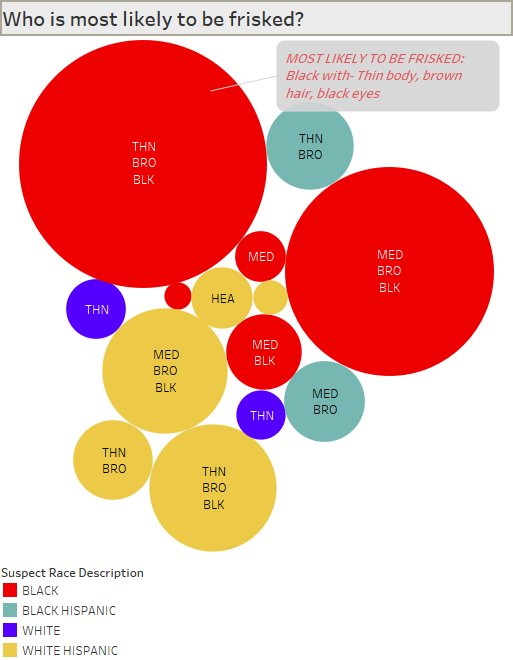 Who is most likely to be frisked?
MOST LIKELY TO BE FRISKED:
Black with- Thin body, brown
hair, black eyes
THN
BRO
BLK
THN
BRO
MED
MED
BRO
BLK
HEA
THN
MED
BLK
MED
BRO
BLK
MED
BRO
THN
THN
BRO
THN
BRO
BLK
Suspect Race Description
BLACK
BLACK HISPANIC
WHITE
WHITE HISPANIC